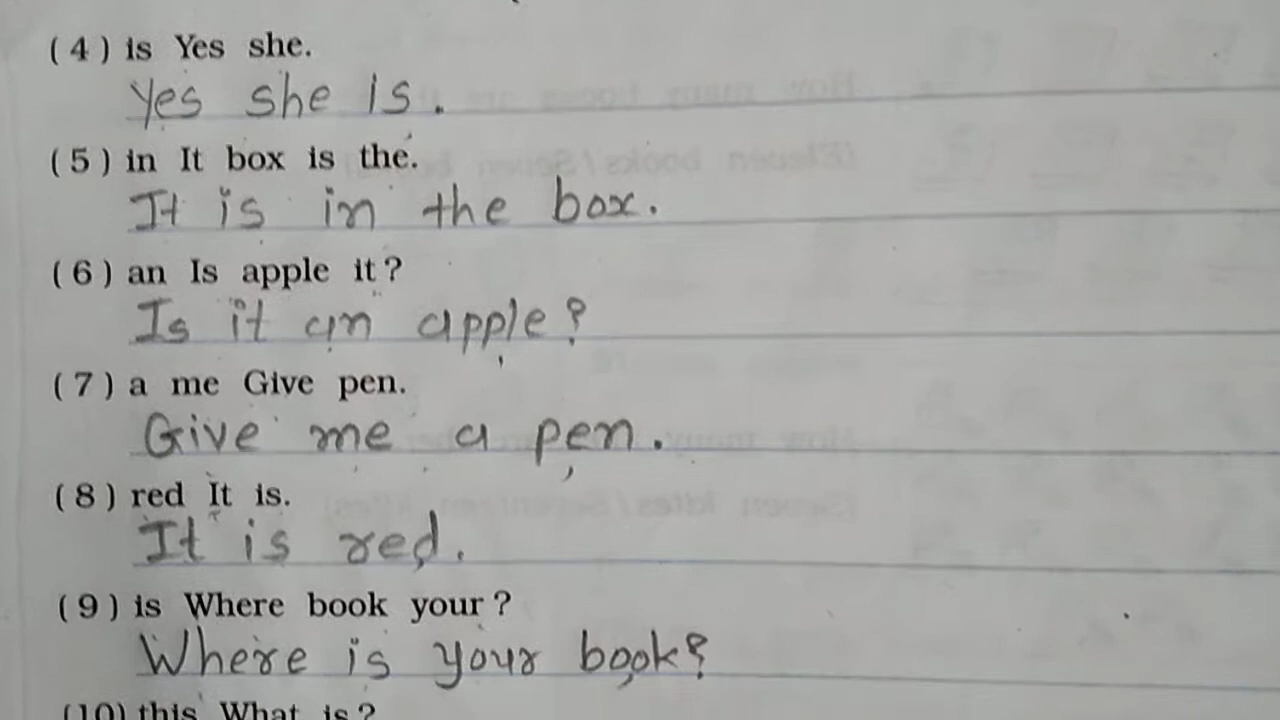 (4) is Yes she.
Yes she is.
(5) in It box is the.
It is in the box.
(6) an Is apple it?
Is it an apple?
(7) a me Give pen.
Give me a pen.
(8) red It is.
It is red.
(9) is Where book your?
Where is your book?
(10) this What is?